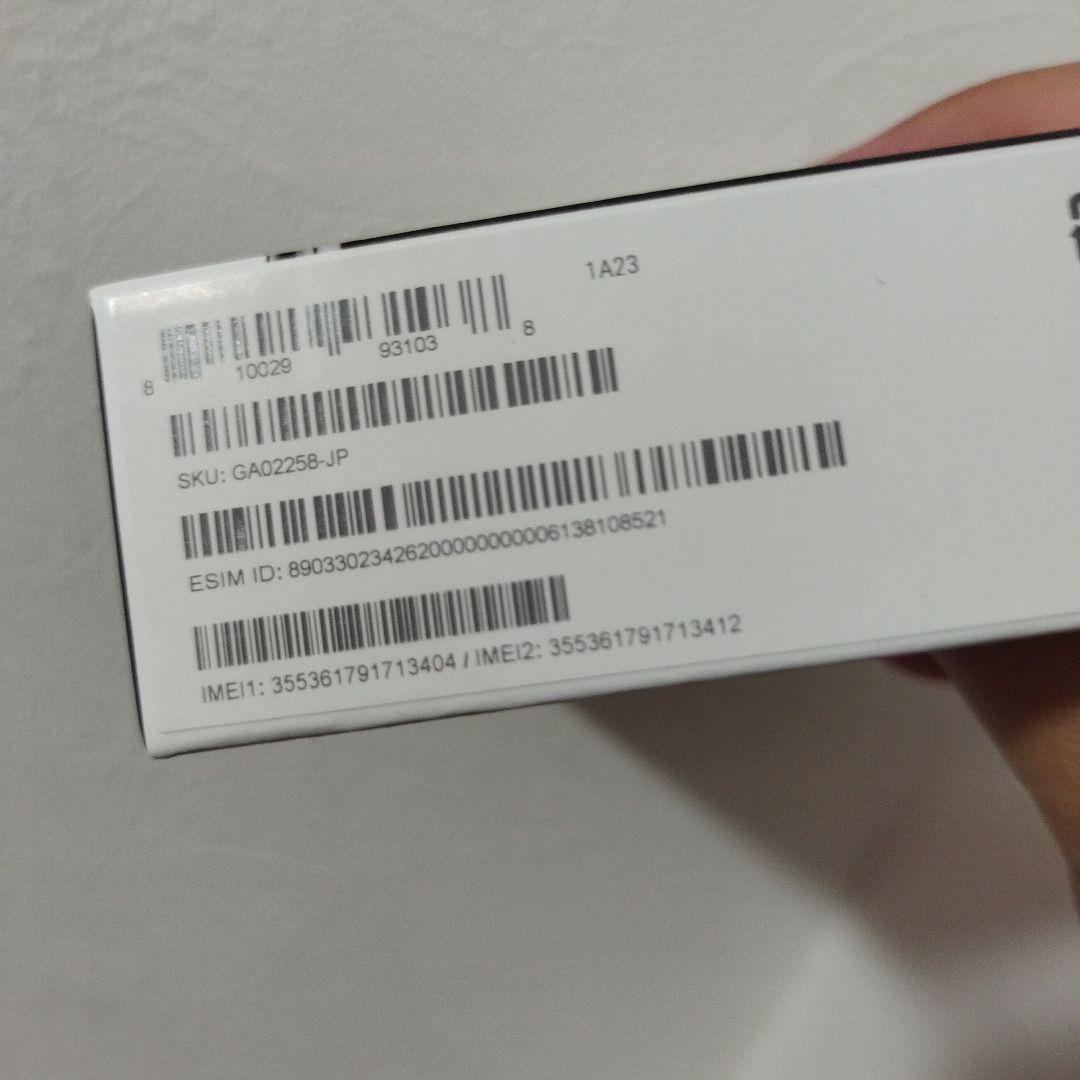 1A23
8 10029 93103 8
SKU: GA02258-JP
ESIM ID: 89033023426200000000006138108521
IMEI1: 355361791713404 / IMEI2: 355361791713412